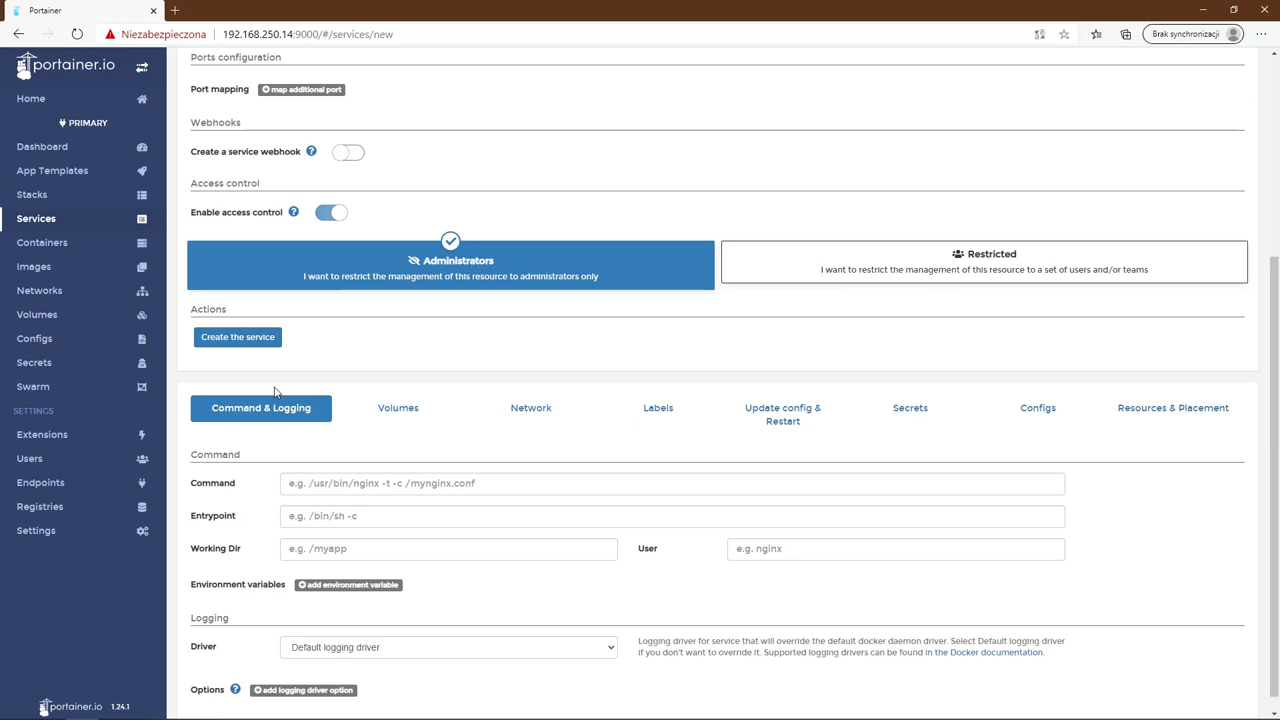 Portainer
Niezabezpieczona
192.168.250.14:9000/#/services/new
Brak synchronizacji
portainer.io
Home
PRIMARY
Dashboard
App Templates
Stacks
Services
Containers
Images
Networks
Volumes
Configs
Secrets
Swarm
SETTINGS
Extensions
Users
Endpoints
Registries
Settings
portainer.io 1.24.1
Ports configuration
Port mapping map additional port
Webhooks
Create a service webhook
Access control
Enable access control
Administrators
I want to restrict the management of this resource to administrators only
Restricted
I want to restrict the management of this resource to a set of users and/or teams
Actions
Create the service
Command & Logging Volumes Network Labels Update config & Restart Secrets Configs Resources & Placement
Command
Command e.g. /usr/bin/nginx -t -c /mynginx.conf
Entrypoint e.g. /bin/sh -c
Working Dir e.g. /myapp User e.g. nginx
Environment variables add environment variable
Logging
Driver Default logging driver
Logging driver for service that will override the default docker daemon driver. Select Default logging driver
if you don't want to override it. Supported logging drivers can be found in the Docker documentation.
Options add logging driver option